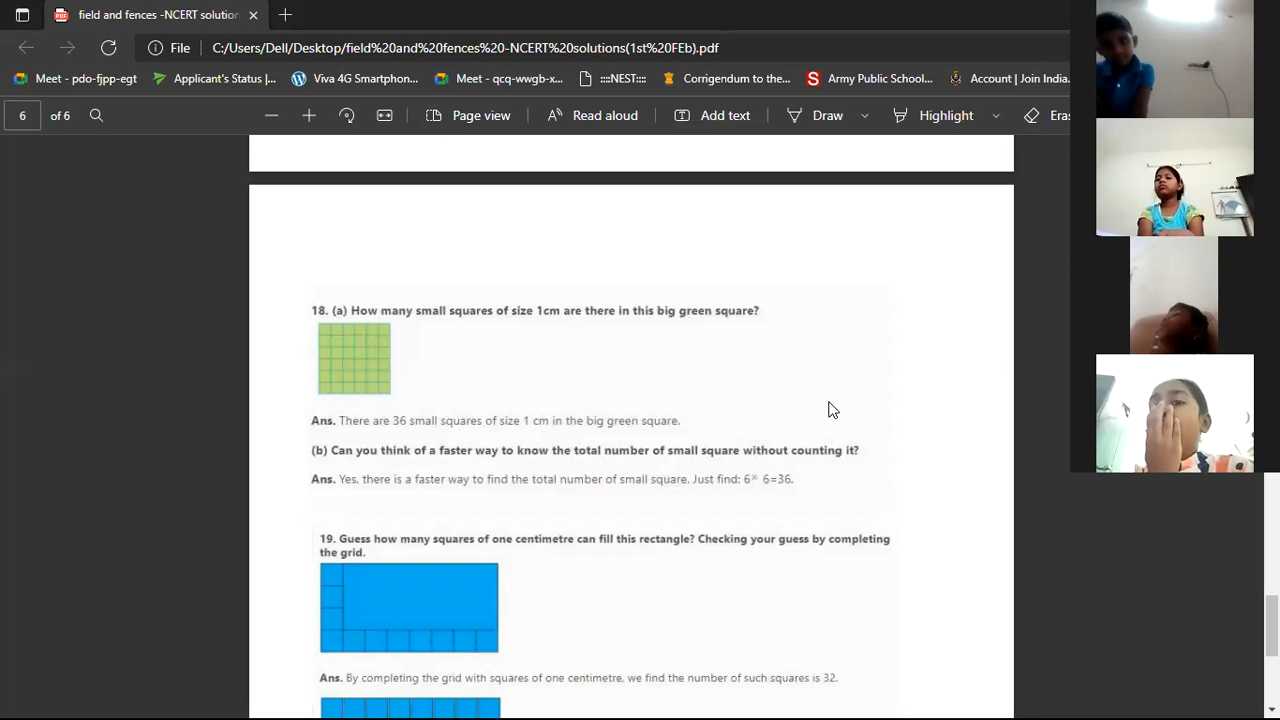 field and fences -NCERT solution
File
C:/Users/Dell/Desktop/field%20and%20fences%20-NCERT%20solutions(1st%20FEb).pdf
Meet - pdo-fjpp-egt
Applicant's Status |...
Viva 4G Smartphon...
Meet - qcq-wwgb-x...
::::NEST::::
Corrigendum to the...
Army Public School...
Account | Join India.
6 of 6
Page view
Read aloud
Add text
Draw
Highlight
Eras
18. (a) How many small squares of size 1cm are there in this big green square?
Ans. There are 36 small squares of size 1 cm in the big green square.
(b) Can you think of a faster way to know the total number of small square without counting it?
Ans. Yes, there is a faster way to find the total number of small square. Just find: 6× 6=36.
19. Guess how many squares of one centimetre can fill this rectangle? Checking your guess by completing
the grid.
Ans. By completing the grid with squares of one centimetre, we find the number of such squares is 32.